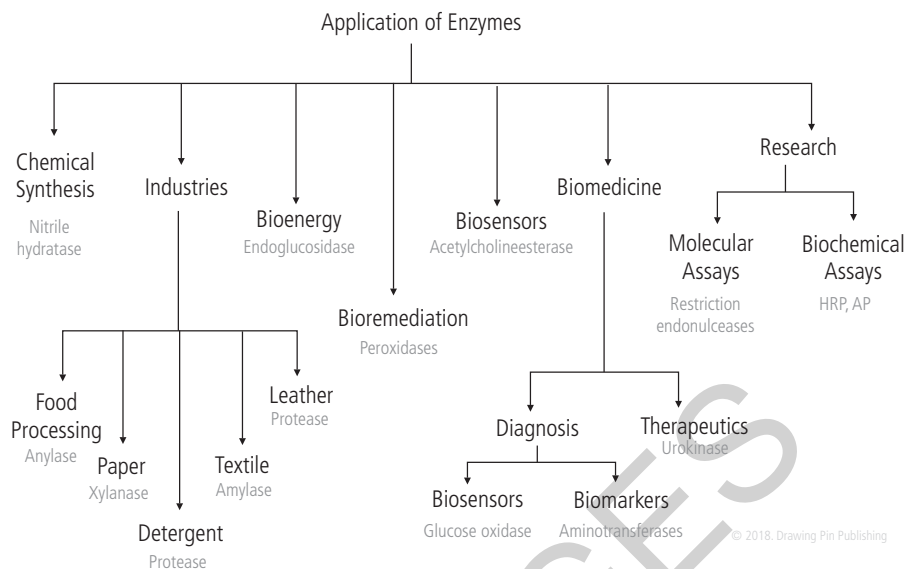 Application of Enzymes
Chemical
Synthesis
Nitrile
hydratase
Industries
Bioenergy
Endoglucosidase
Bioremediation
Peroxidases
Biosensors
Acetylcholineesterase
Biomedicine
Research
Molecular
Assays
Restriction
endonulceases
Biochemical
Assays
HRP, AP
Food
Processing
Anylase
Paper
Xylanase
Detergent
Protease
Textile
Amylase
Leather
Protease
Diagnosis
Therapeutics
Urokinase
Biosensors
Glucose oxidase
Biomarkers
Aminotransferases
© 2018. Drawing Pin Publishing